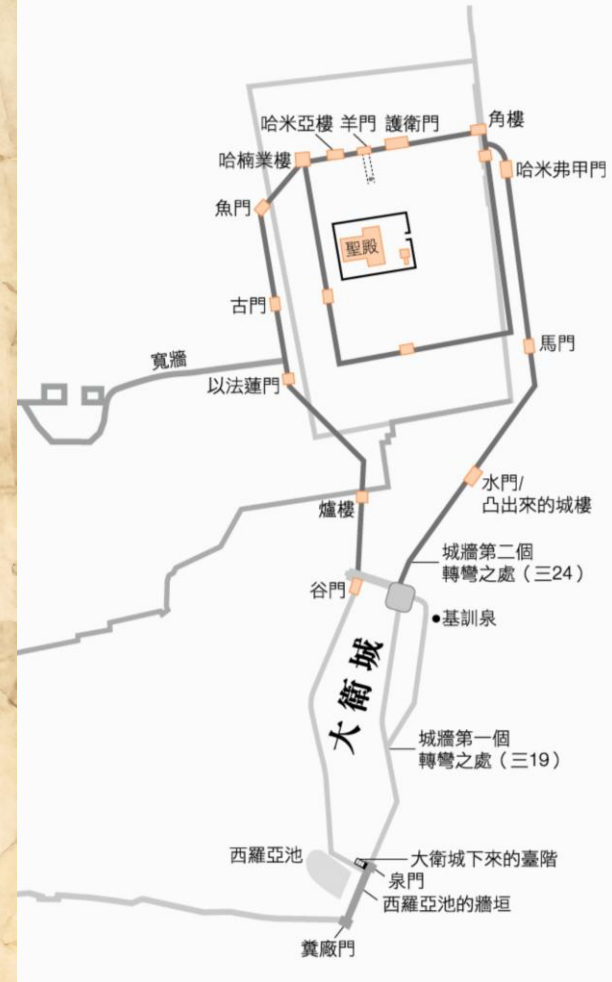 哈米亞樓 羊門 護衛門
角樓
哈楠業樓
哈米弗甲門
魚門
聖殿
古門
馬門
寬牆
以法蓮門
水門/
凸出來的城樓
爐樓
城牆第二個
轉彎之處（三24）
谷門
基訓泉
大衛城
城牆第一個
轉彎之處（三19）
西羅亞池
大衛城下來的臺階
泉門
西羅亞池的牆垣
糞廠門